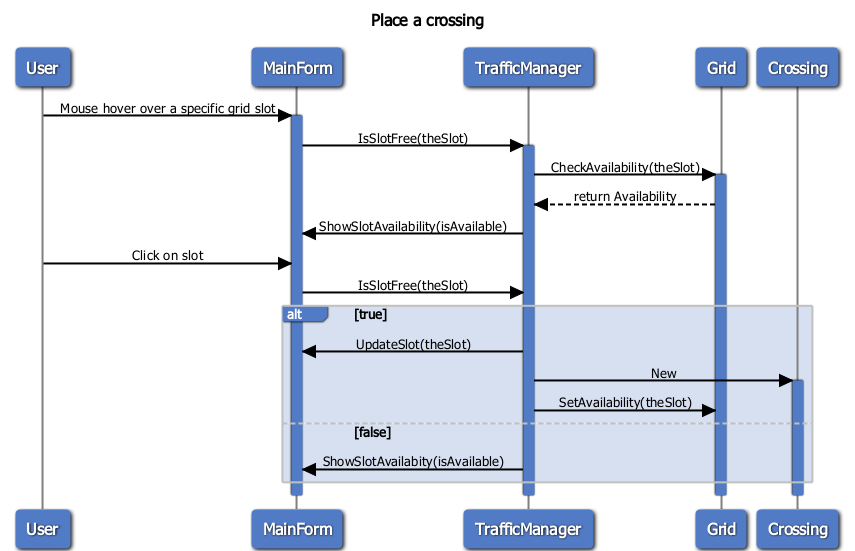 Place a crossing
User MainForm TrafficManager Grid Crossing
Mouse hover over a specific grid slot
IsSlotFree(theSlot)
CheckAvailability(theSlot)
return Availability
ShowSlotAvailability(isAvailable)
Click on slot
IsSlotFree(theSlot)
alt [true]
UpdateSlot(theSlot)
New
SetAvailability(theSlot)
[false]
ShowSlotAvailabity(isAvailable)
User MainForm TrafficManager Grid Crossing